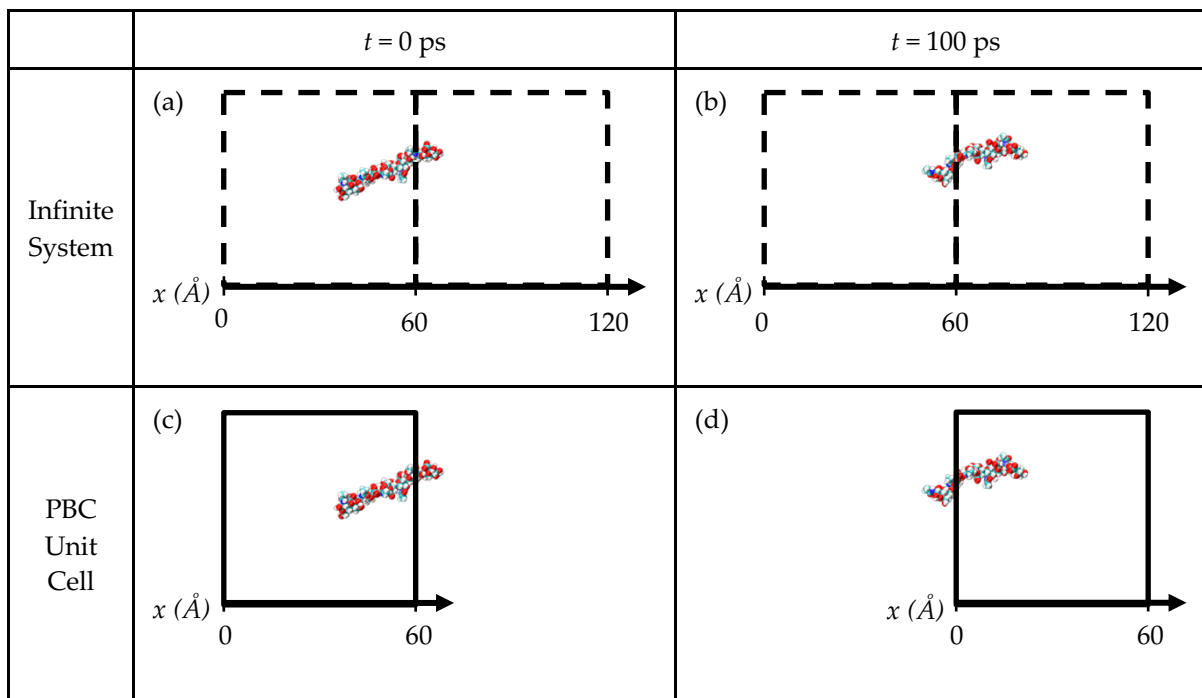 t = 0 ps
t = 100 ps
Infinite
System
(a)
x (Å)
0
60
120
(b)
x (Å)
0
60
120
PBC
Unit
Cell
(c)
x (Å)
0
60
(d)
x (Å)
0
60